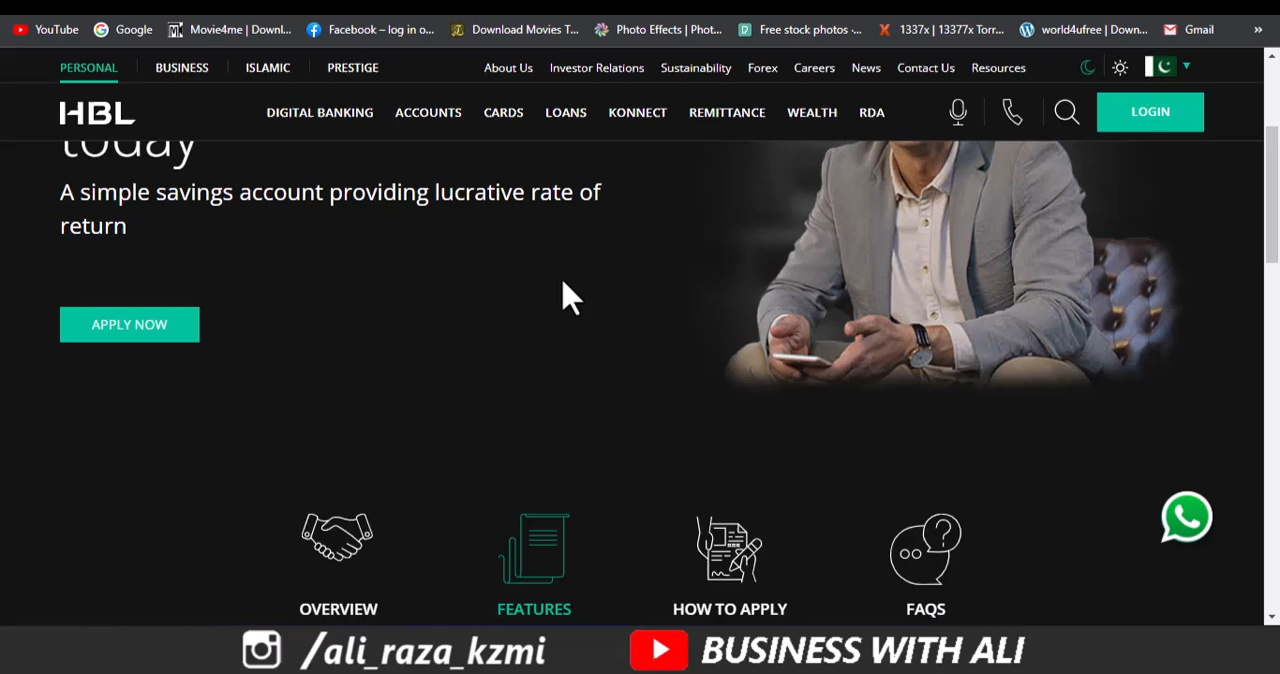 YouTube Google Movie4me | Downl... Facebook – log in o... Download Movies T... Photo Effects | Phot... Free stock photos ·... 1337x | 13377x Torr... world4ufree | Down... Gmail »
PERSONAL BUSINESS ISLAMIC PRESTIGE About Us Investor Relations Sustainability Forex Careers News Contact Us Resources
HBL DIGITAL BANKING ACCOUNTS CARDS LOANS KONNECT REMITTANCE WEALTH RDA LOGIN
today
A simple savings account providing lucrative rate of
return
APPLY NOW
OVERVIEW FEATURES HOW TO APPLY FAQS
/ali_raza_kzmi BUSINESS WITH ALI